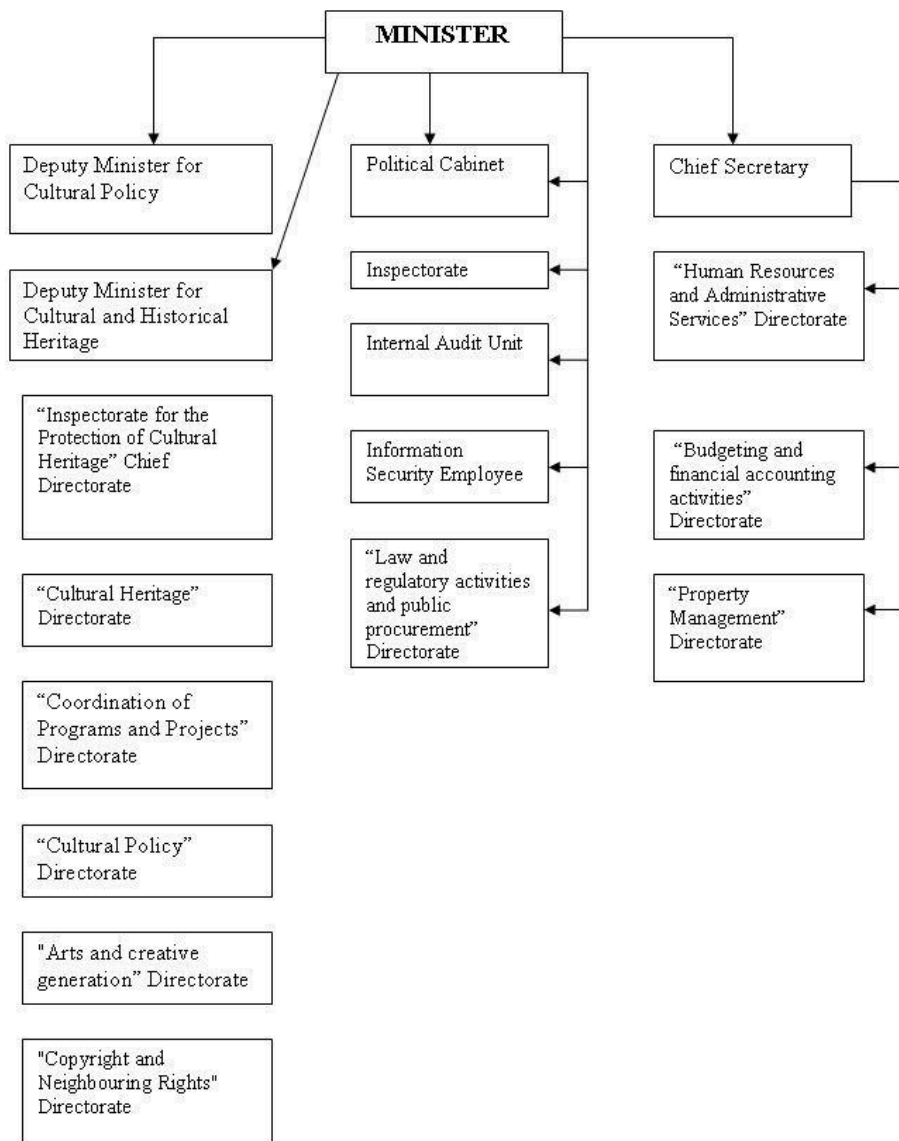 MINISTER
Deputy Minister for
Cultural Policy
Deputy Minister for
Cultural and Historical
Heritage
“Inspectorate for the
Protection of Cultural
Heritage” Chief
Directorate
“Cultural Heritage”
Directorate
“Coordination of
Programs and Projects”
Directorate
“Cultural Policy”
Directorate
"Arts and creative
generation” Directorate
"Copyright and
Neighbouring Rights"
Directorate
Political Cabinet
Inspectorate
Internal Audit Unit
Information
Security Employee
“Law and
regulatory activities
and public
procurement”
Directorate
Chief Secretary
“Human Resources
and Administrative
Services” Directorate
“Budgeting and
financial accounting
activities”
Directorate
“Property
Management”
Directorate